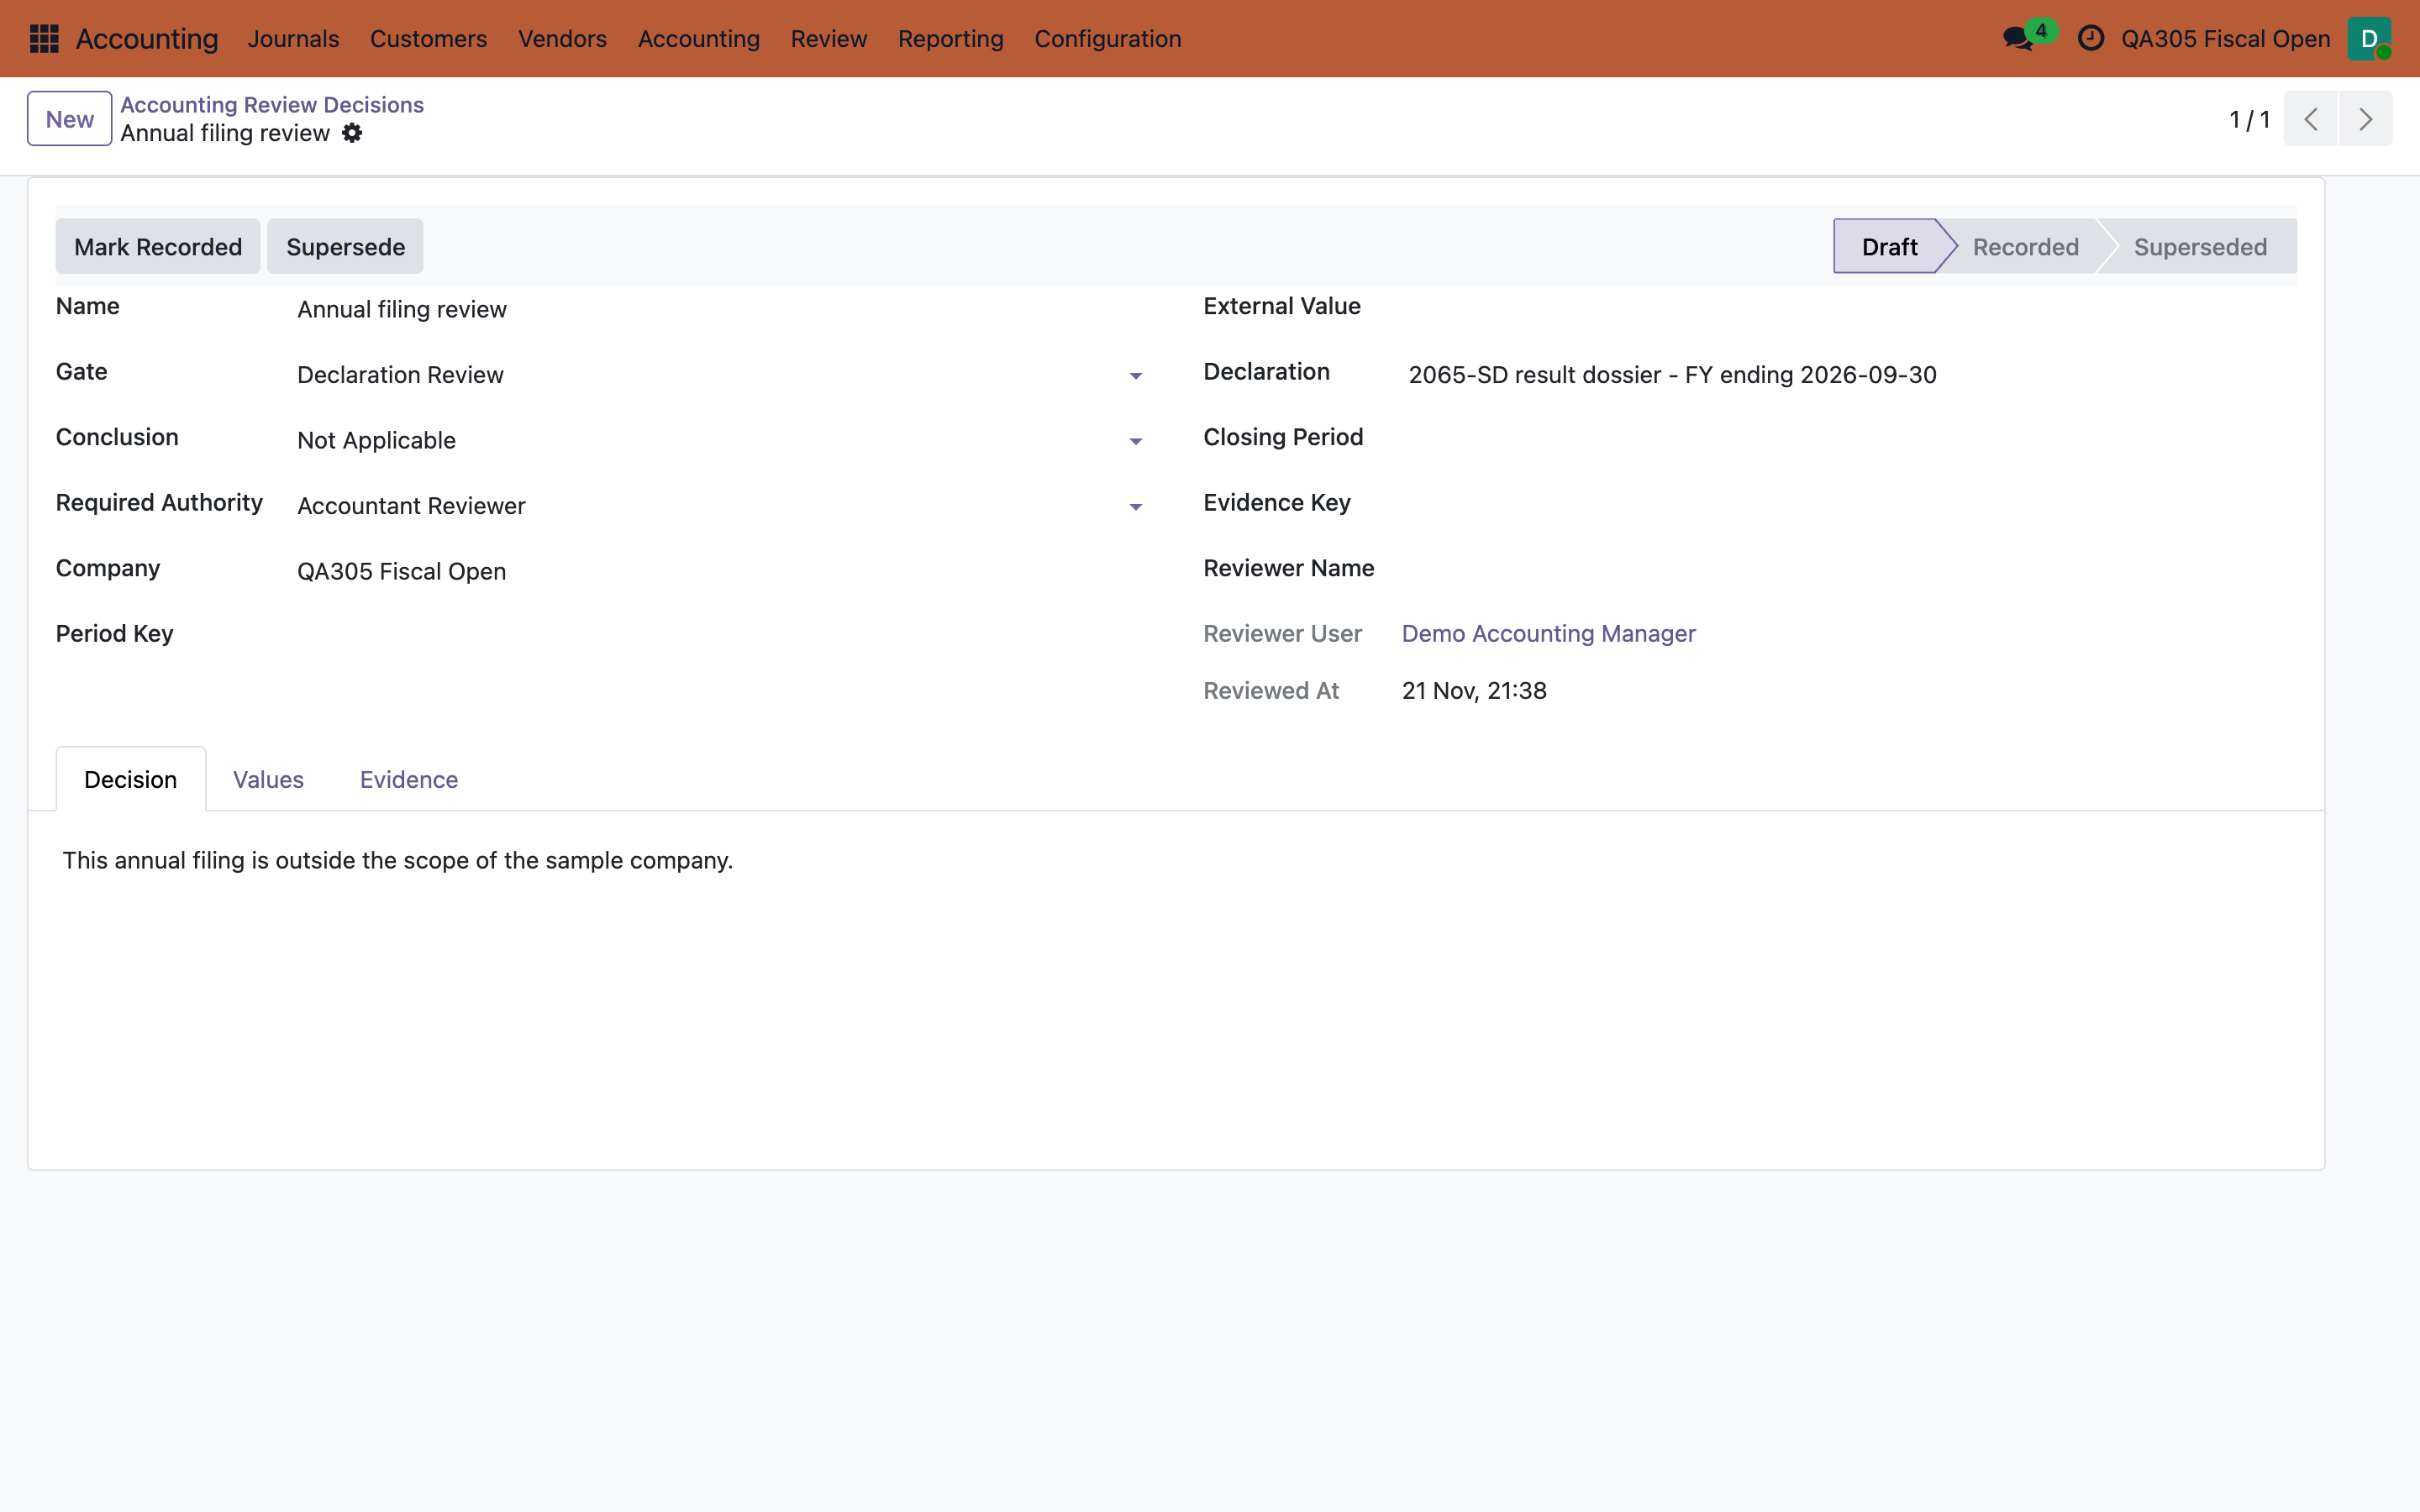 Accounting Journals Customers Vendors Accounting Review Reporting Configuration 4 QA305 Fiscal Open D
New Accounting Review Decisions
Annual filing review
1 / 1
Mark Recorded Supersede Draft Recorded Superseded
Name Annual filing review
Gate Declaration Review
Conclusion Not Applicable
Required Authority Accountant Reviewer
Company QA305 Fiscal Open
Period Key
External Value
Declaration 2065-SD result dossier - FY ending 2026-09-30
Closing Period
Evidence Key
Reviewer Name
Reviewer User Demo Accounting Manager
Reviewed At 21 Nov, 21:38
Decision Values Evidence
This annual filing is outside the scope of the sample company.